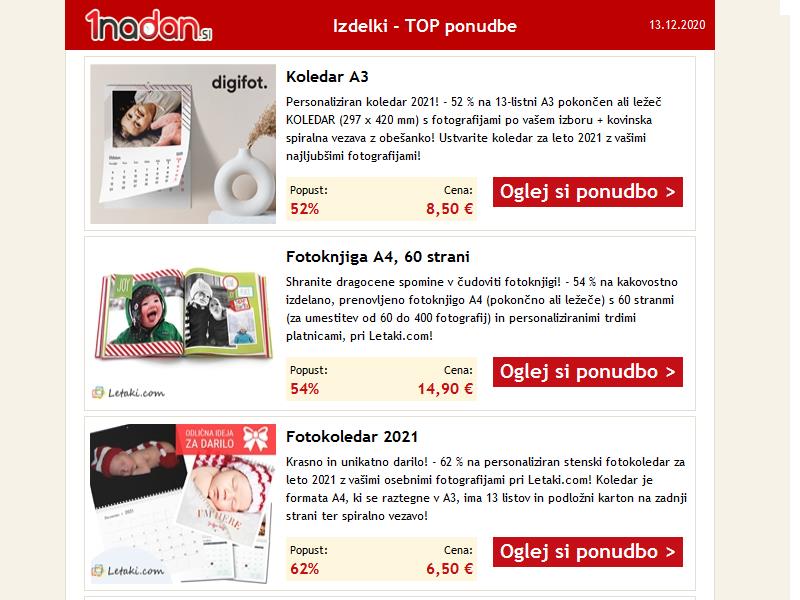 1nadan.si
Izdelki - TOP ponudbe
13.12.2020
digifot.
Koledar A3
Personaliziran koledar 2021! - 52 % na 13-listni A3 pokončen ali ležeč
KOLEDAR (297 x 420 mm) s fotografijami po vašem izboru + kovinska
spiralna vezava z obešanko! Ustvarite koledar za leto 2021 z vašimi
najljubšimi fotografijami!
Popust: Cena:
52% 8,50 €
Oglej si ponudbo >
JOY
Letaki.com
Fotoknjiga A4, 60 strani
Shranite dragocene spomine v čudoviti fotoknjigi! - 54 % na kakovostno
izdelano, prenovljeno fotoknjigo A4 (pokončno ali ležeče) s 60 stranmi
(za umestitev od 60 do 400 fotografij) in personaliziranimi trdimi
platnicami, pri Letaki.com!
Popust: Cena:
54% 14,90 €
Oglej si ponudbo >
ODLIČNA IDEJA
ZA DARILO
I'M HERE
Letaki.com
Fotokoledar 2021
Krasno in unikatno darilo! - 62 % na personaliziran stenski fotokoledar za
leto 2021 z vašimi osebnimi fotografijami pri Letaki.com! Koledar je
formata A4, ki se raztegne v A3, ima 13 listov in podložni karton na zadnji
strani ter spiralno vezavo!
Popust: Cena:
62% 6,50 €
Oglej si ponudbo >